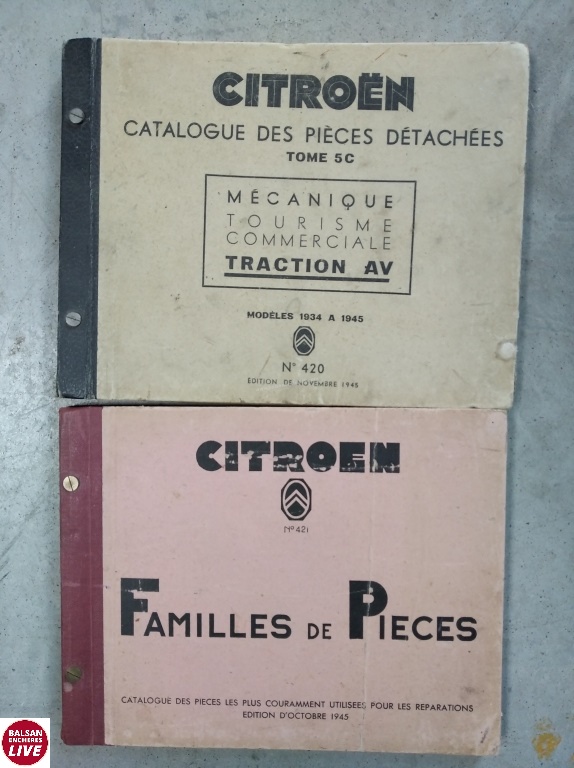 CITROËN
CATALOGUE DES PIÈCES DÉTACHÉES
TOME 5C
MÉCANIQUE
TOURISME
COMMERCIALE
TRACTION AV
MODÈLES 1934 A 1945
N° 420
EDITION DE NOVEMBRE 1945
CITROEN
N° 421
FAMILLES DE PIECES
CATALOGUE DES PIECES LES PLUS COURAMMENT UTILISEES POUR LES REPARATIONS
EDITION D'OCTOBRE 1945
BALSAN
ENCHERES
LIVE